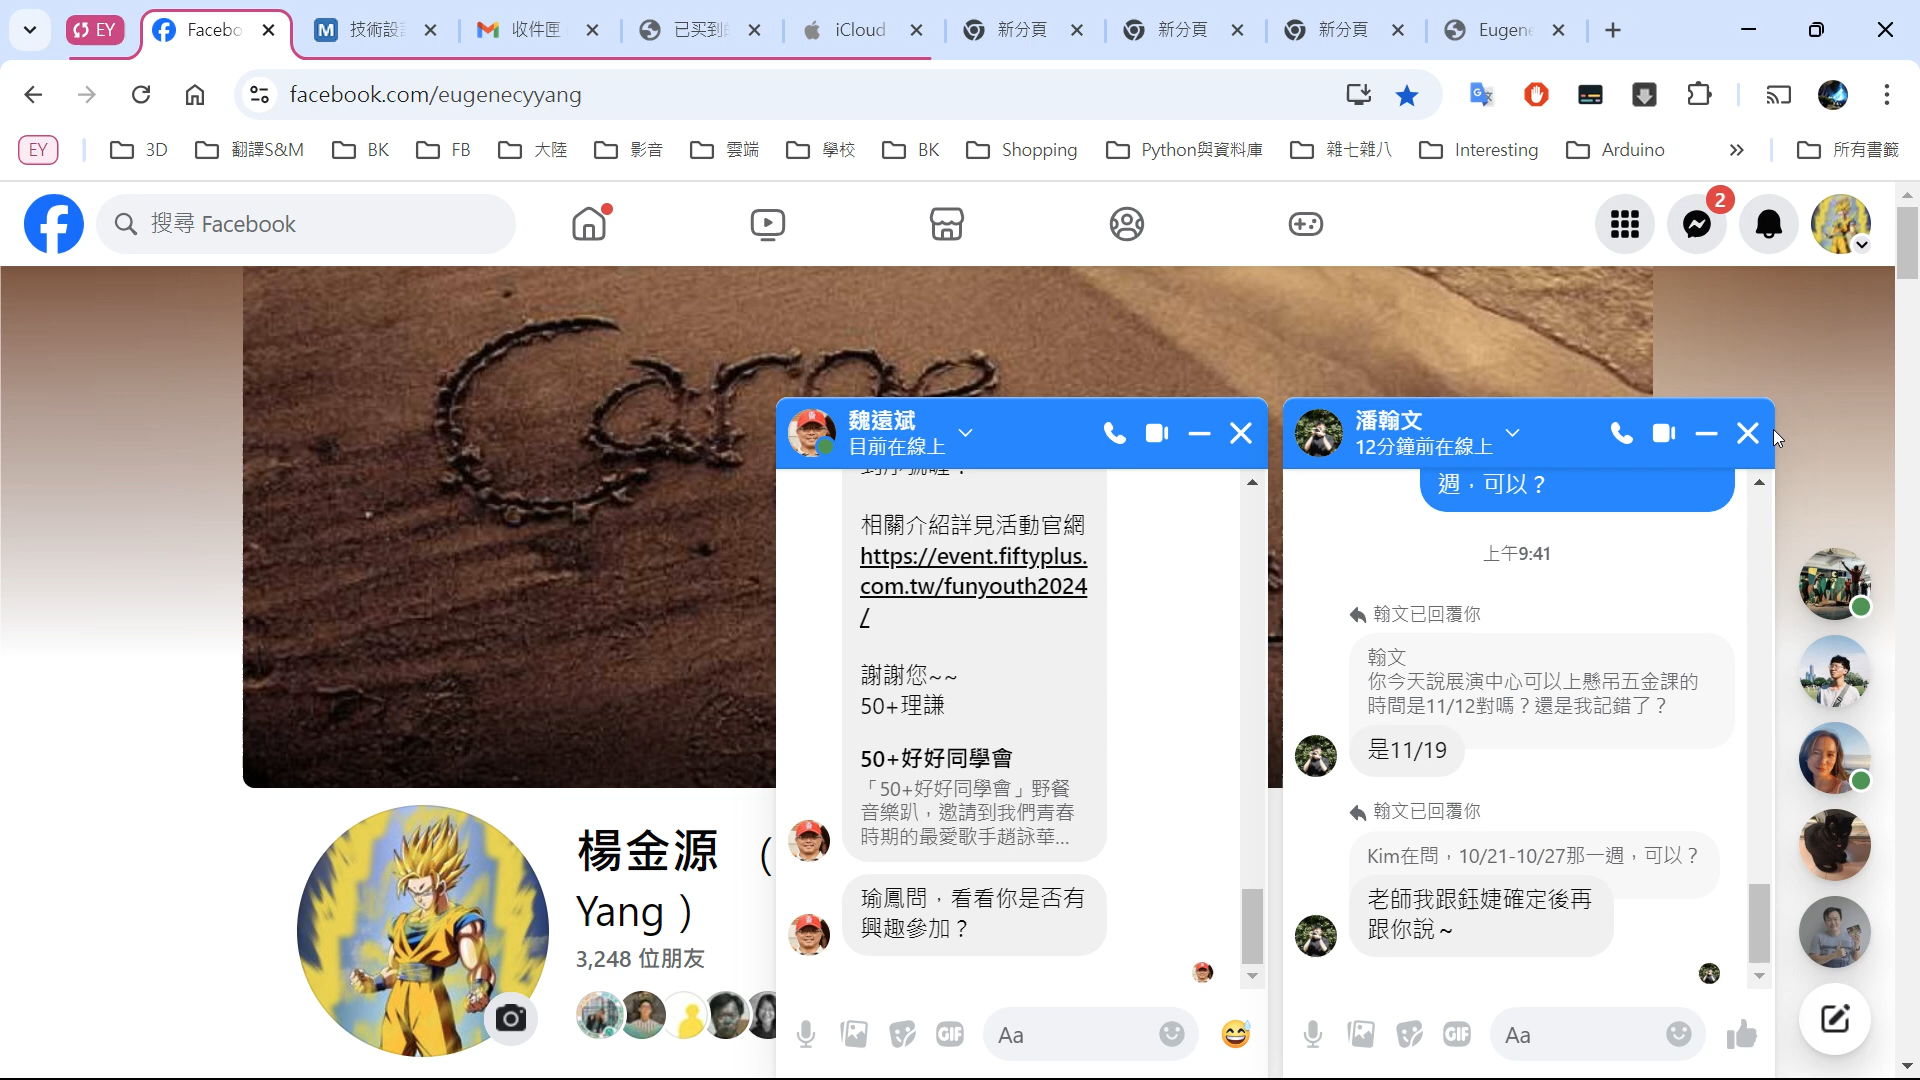 EY
Facebo
技術設
收件匣
已买到
iCloud
新分頁
新分頁
新分頁
Eugen
facebook.com/eugenecyyang
EY
3D
翻譯S&M
BK
FB
大陸
影音
雲端
學校
BK
Shopping
Python與資料庫
雜七雜八
Interesting
Arduino
所有書籤
搜尋 Facebook
2
Carpe
楊金源 （
Yang ）
3,248 位朋友
魏遠斌
目前在線上
相關介紹詳見活動官網
https://event.fiftyplus.
com.tw/funyouth2024
/
謝謝您~~
50+理謙
50+好好同學會
「50+好好同學會」野餐
音樂趴，邀請到我們青春
時期的最愛歌手趙詠華...
瑜鳳問，看看你是否有
興趣參加？
GIF
Aa
潘翰文
12分鐘前在線上
週，可以？
上午9:41
翰文已回覆你
翰文
你今天說展演中心可以上懸吊五金課的
時間是11/12對嗎？還是我記錯了？
是11/19
翰文已回覆你
Kim在問，10/21-10/27那一週，可以？
老師我跟鈺婕確定後再
跟你說～
GIF
Aa